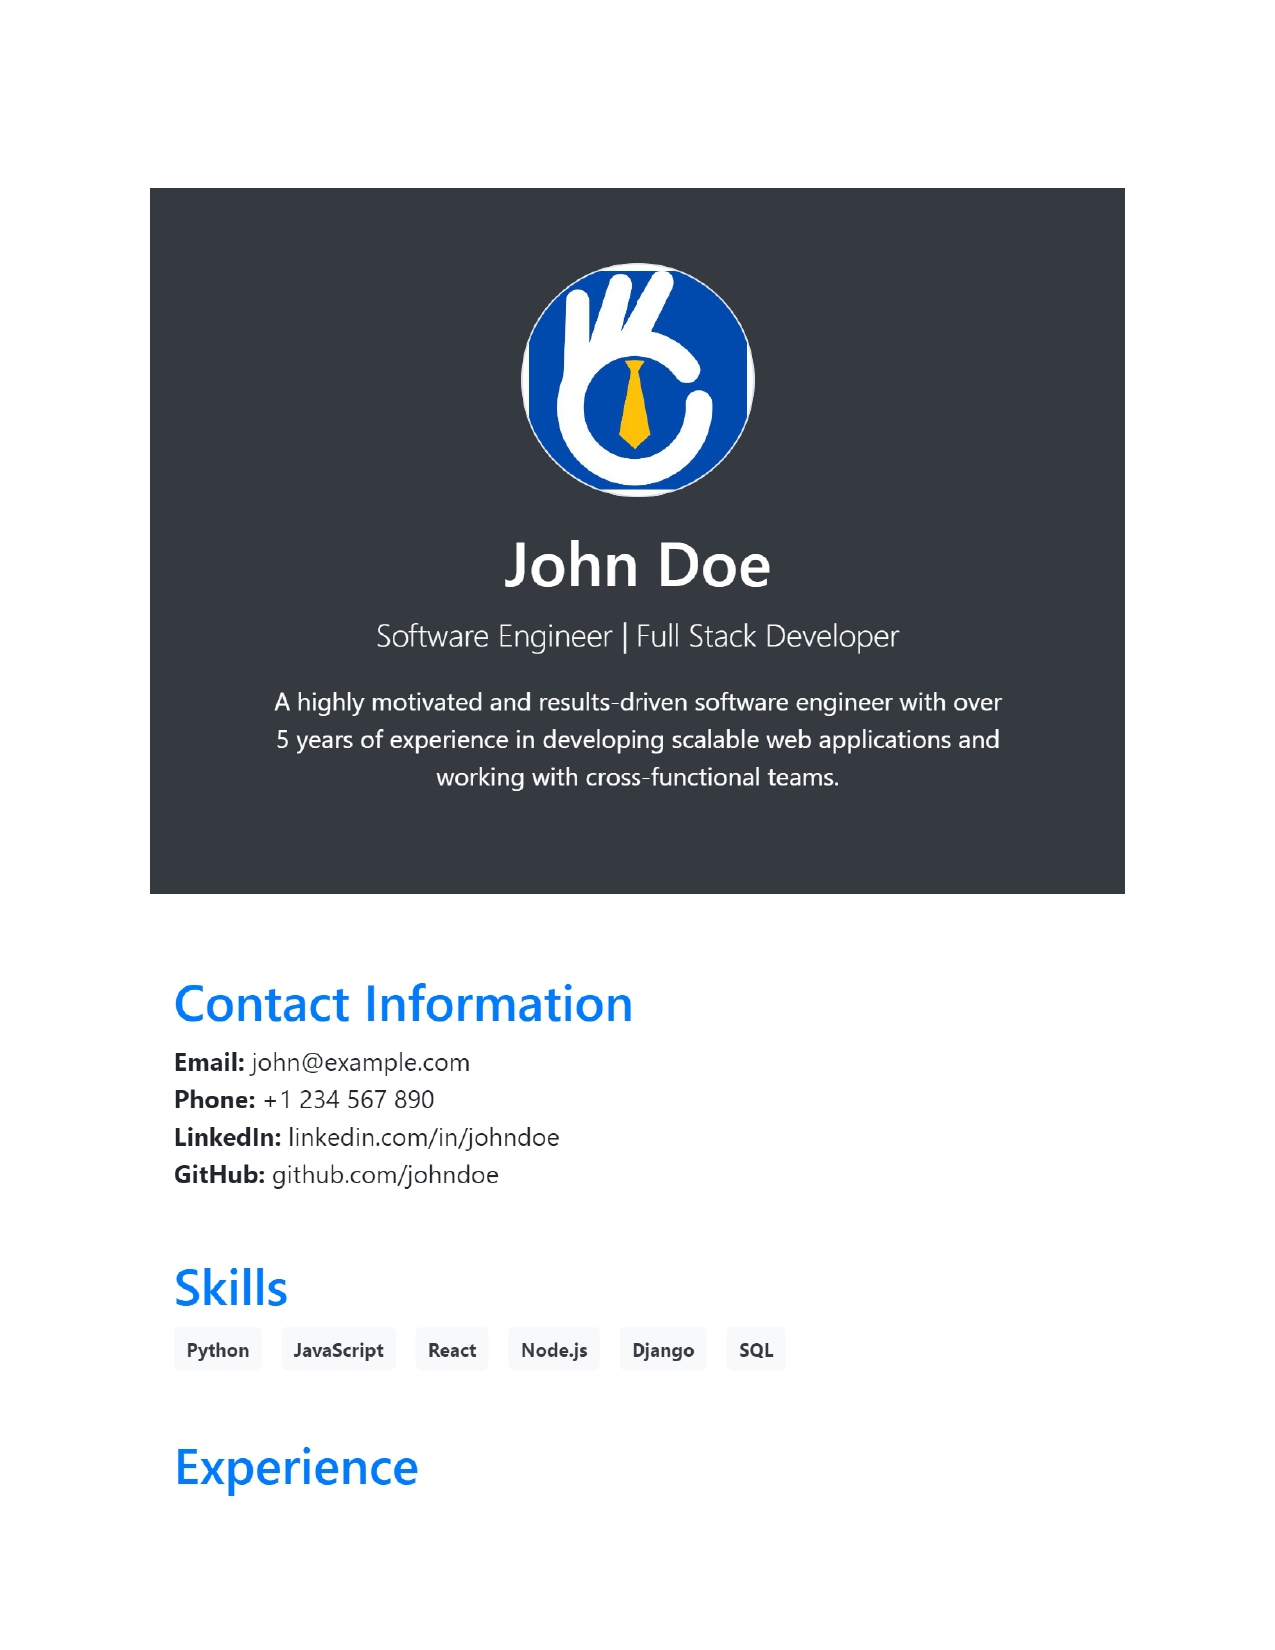 John Doe
Software Engineer | Full Stack Developer
A highly motivated and results-driven software engineer with over
5 years of experience in developing scalable web applications and
working with cross-functional teams.
Contact Information
Email: john@example.com
Phone: +1 234 567 890
LinkedIn: linkedin.com/in/johndoe
GitHub: github.com/johndoe
Skills
Python JavaScript React Node.js Django SQL
Experience